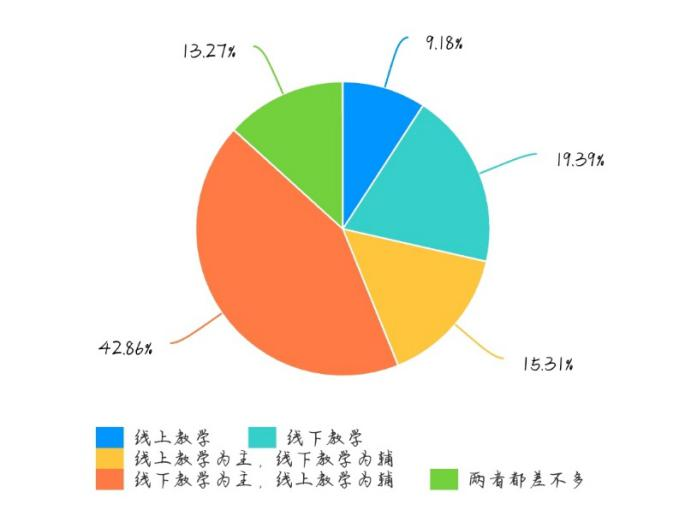 13.27%
9.18%
19.39%
42.86%
15.31%
线上教学 线下教学
线上教学为主，线下教学为辅
线下教学为主，线上教学为辅 两者都差不多